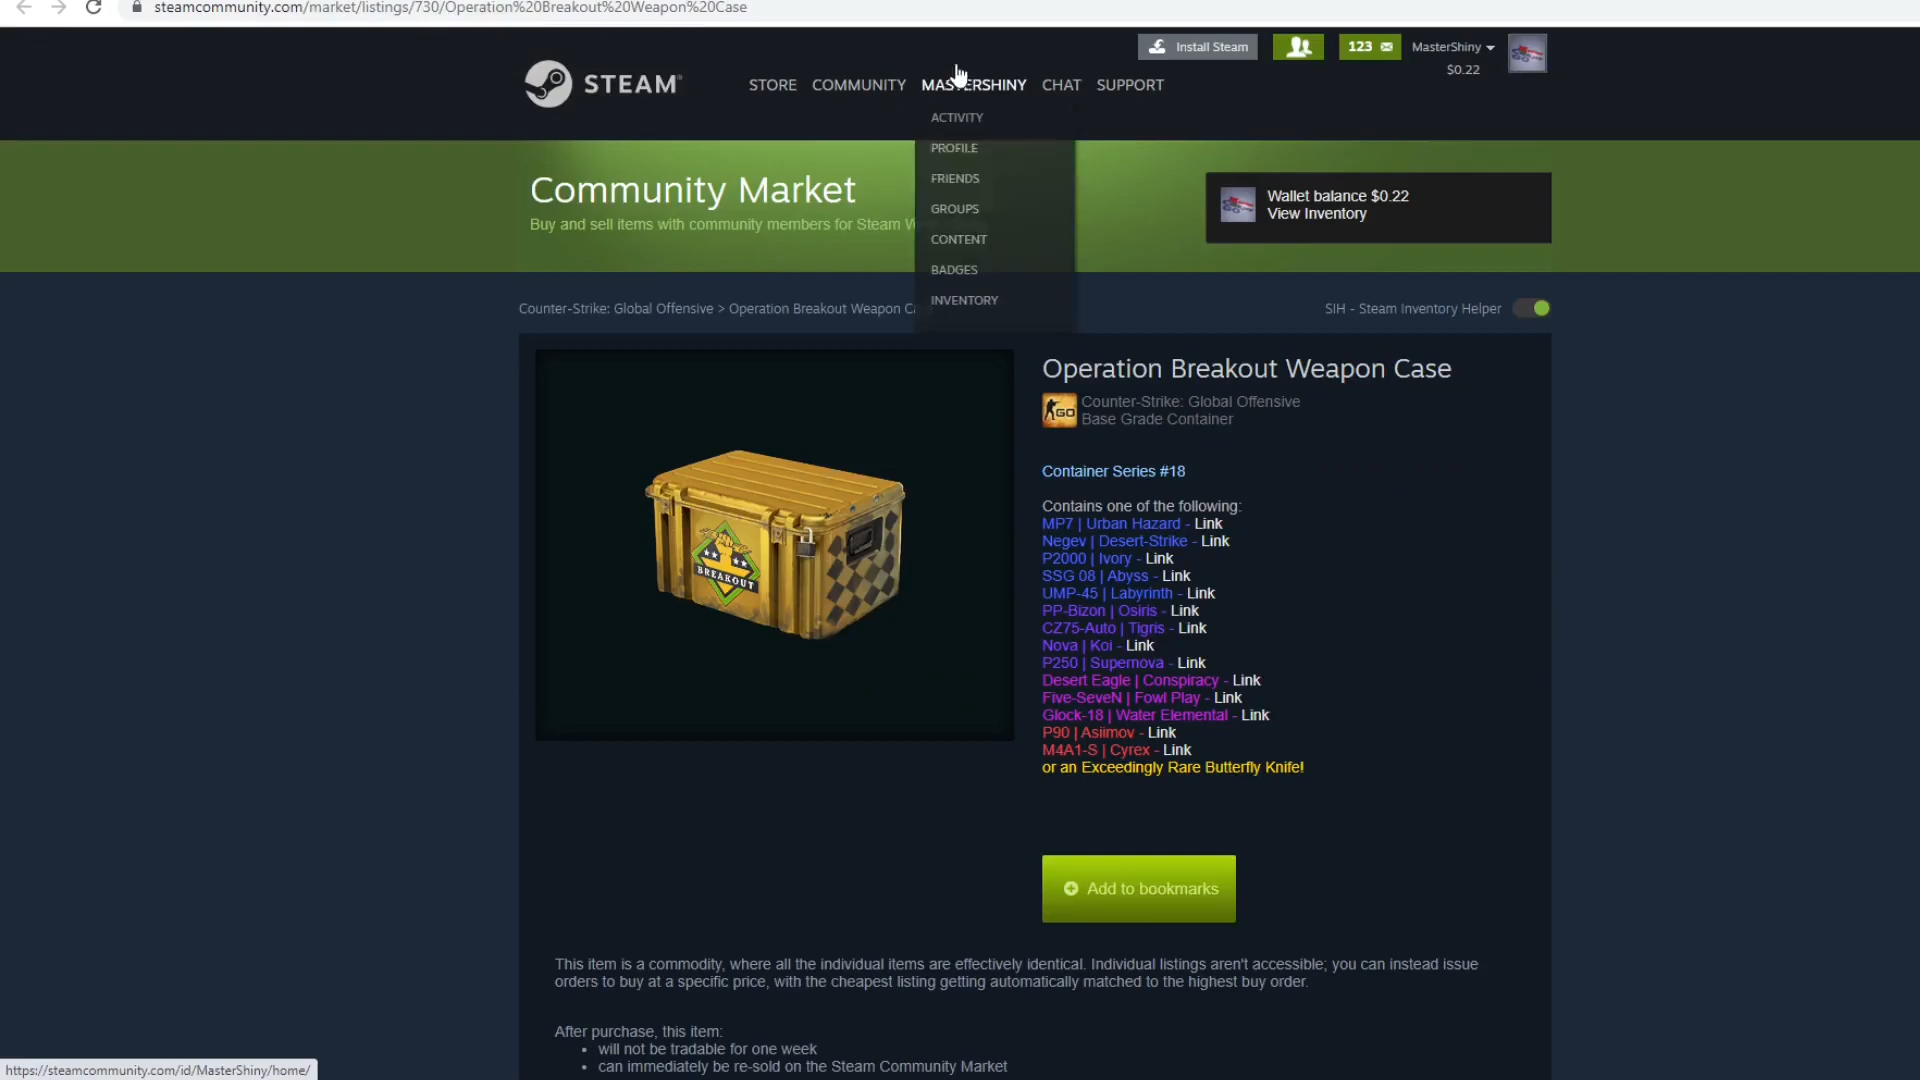 steamcommunity.com/market/listings/730/Operation%20Breakout%20Weapon%20Case
Install Steam
123
MasterShiny
$0.22
STEAM®
STORE COMMUNITY MASTERSHINY CHAT SUPPORT
ACTIVITY
PROFILE
FRIENDS
GROUPS
CONTENT
BADGES
INVENTORY
Community Market
Buy and sell items with community members for Steam W
Wallet balance $0.22
View Inventory
Counter-Strike: Global Offensive > Operation Breakout Weapon C
SIH - Steam Inventory Helper
BREAKOUT
Operation Breakout Weapon Case
GO
Counter-Strike: Global Offensive
Base Grade Container
Container Series #18
Contains one of the following:
MP7 | Urban Hazard - Link
Negev | Desert-Strike - Link
P2000 | Ivory - Link
SSG 08 | Abyss - Link
UMP-45 | Labyrinth - Link
PP-Bizon | Osiris - Link
CZ75-Auto | Tigris - Link
Nova | Koi - Link
P250 | Supernova - Link
Desert Eagle | Conspiracy - Link
Five-SeveN | Fowl Play - Link
Glock-18 | Water Elemental - Link
P90 | Asiimov - Link
M4A1-S | Cyrex - Link
or an Exceedingly Rare Butterfly Knife!
Add to bookmarks
This item is a commodity, where all the individual items are effectively identical. Individual listings aren't accessible; you can instead issue
orders to buy at a specific price, with the cheapest listing getting automatically matched to the highest buy order.
After purchase, this item:
• will not be tradable for one week
• can immediately be re-sold on the Steam Community Market
https://steamcommunity.com/id/MasterShiny/home/